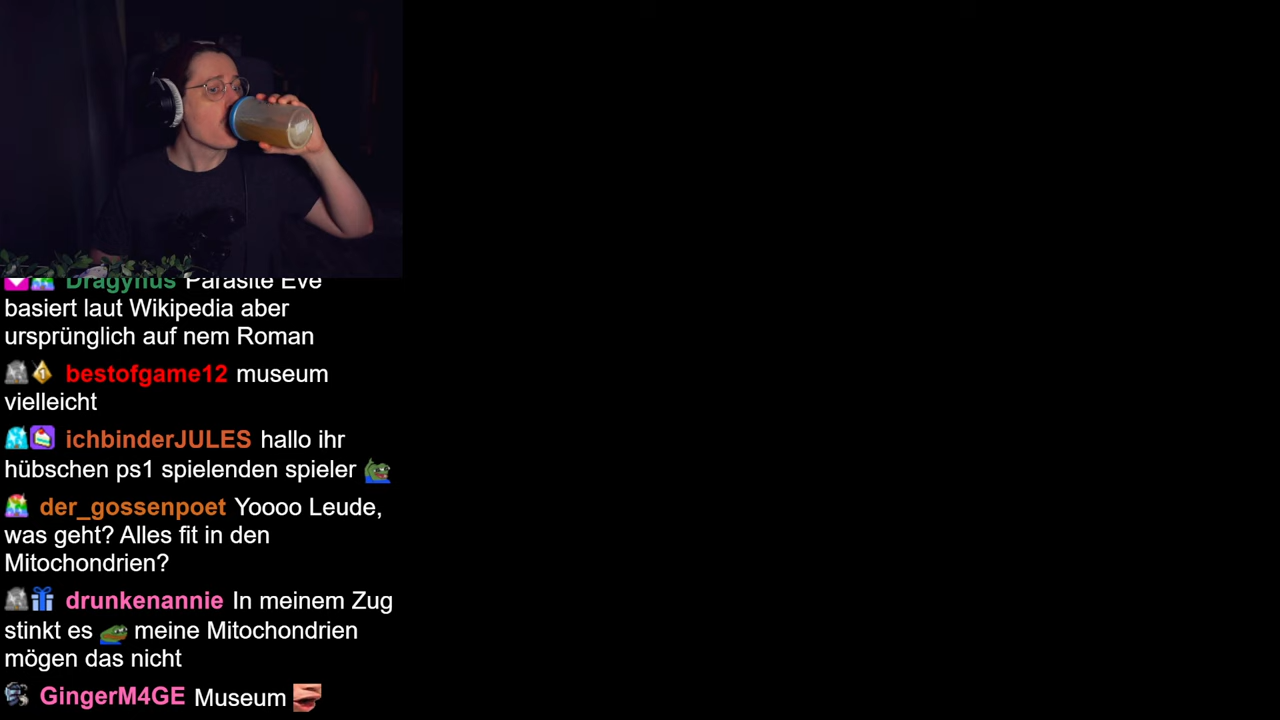 Dragynus Parasite Eve
basiert laut Wikipedia aber
ursprünglich auf nem Roman
bestofgame12 museum
vielleicht
ichbinderJULES hallo ihr
hübschen ps1 spielenden spieler
der_gossenpoet Yoooo Leude,
was geht? Alles fit in den
Mitochondrien?
drunkenannie In meinem Zug
stinkt es meine Mitochondrien
mögen das nicht
GingerM4GE Museum